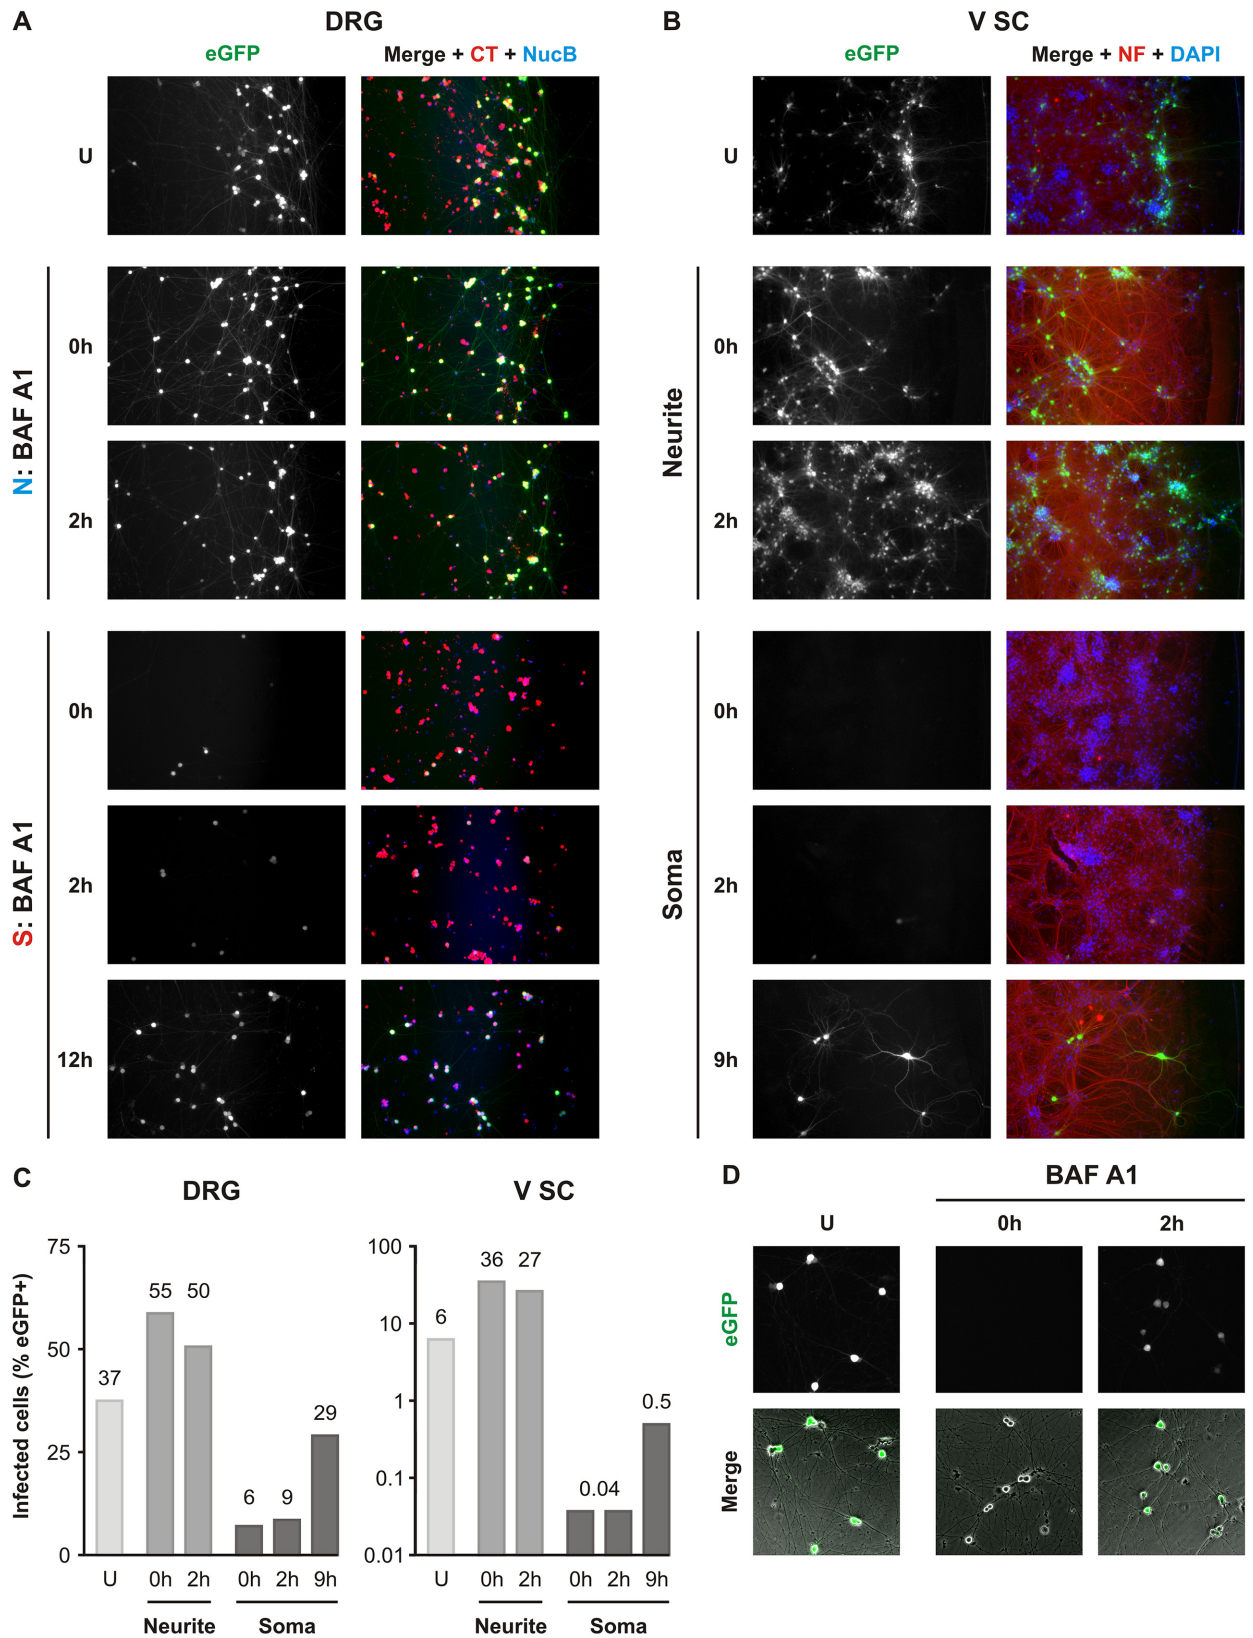 A
DRG
eGFP
Merge + CT + NucB
U
N: BAF A1
0h
2h
S: BAF A1
0h
2h
12h
B
V SC
eGFP
Merge + NF + DAPI
U
Neurite
0h
2h
Soma
0h
2h
9h
C
DRG
Infected cells (% eGFP+)
75
50
25
0
37
55
50
6
9
29
U
0h
2h
0h
2h
9h
Neurite
Soma
V SC
100
10
1
0.1
0.01
6
36
27
0.04
0.5
U
0h
2h
0h
2h
9h
Neurite
Soma
D
BAF A1
U
0h
2h
eGFP
Merge